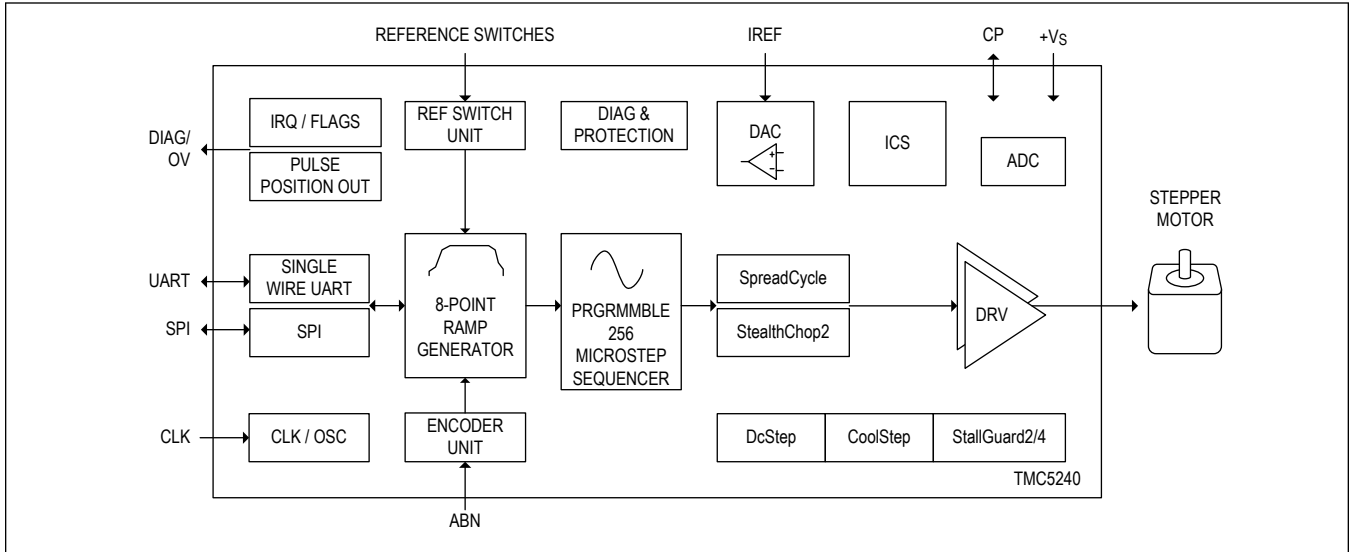 REFERENCE SWITCHES
IREF
CP
+VS
IRQ / FLAGS
REF SWITCH
UNIT
DIAG &
PROTECTION
DAC
+
-
ICS
ADC
DIAG/
OV
PULSE
POSITION OUT
STEPPER
MOTOR
UART
SINGLE
WIRE UART
SPI
SPI
8-POINT
RAMP
GENERATOR
PRGRMMBLE
256
MICROSTEP
SEQUENCER
SpreadCycle
StealthChop2
DRV
CLK
CLK / OSC
ENCODER
UNIT
DcStep
CoolStep
StallGuard2/4
TMC5240
ABN